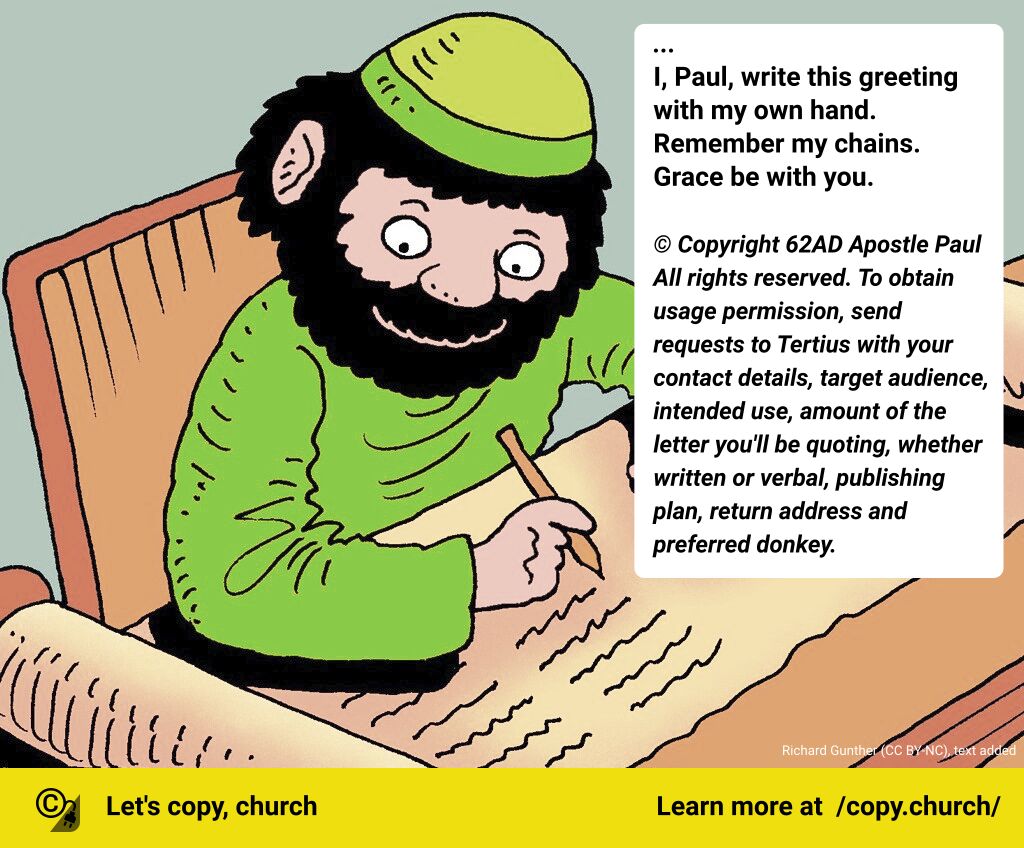 ...
I, Paul, write this greeting
with my own hand.
Remember my chains.
Grace be with you.
© Copyright 62AD Apostle Paul
All rights reserved. To obtain
usage permission, send
requests to Tertius with your
contact details, target audience,
intended use, amount of the
letter you'll be quoting, whether
written or verbal, publishing
plan, return address and
preferred donkey.
Richard Gunther (CC BY-NC), text added
©
Let's copy, church
Learn more at /copy.church/